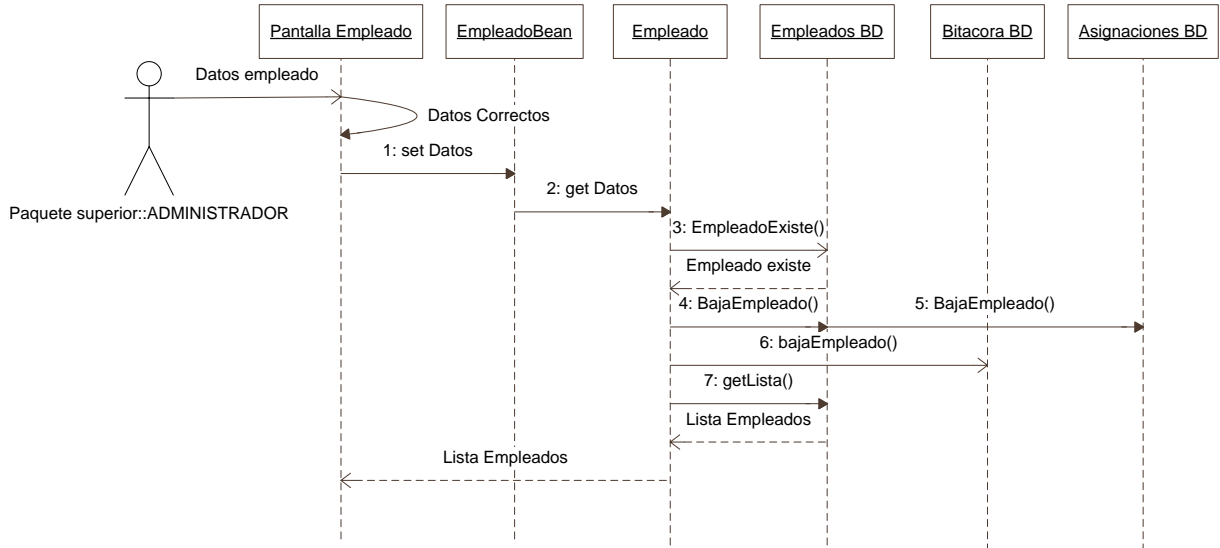 Pantalla Empleado
EmpleadoBean
Empleado
Empleados BD
Bitacora BD
Asignaciones BD
Datos empleado
Datos Correctos
1: set Datos
2: get Datos
Paquete superior::ADMINISTRADOR
3: EmpleadoExiste()
Empleado existe
4: BajaEmpleado()
5: BajaEmpleado()
6: bajaEmpleado()
7: getLista()
Lista Empleados
Lista Empleados